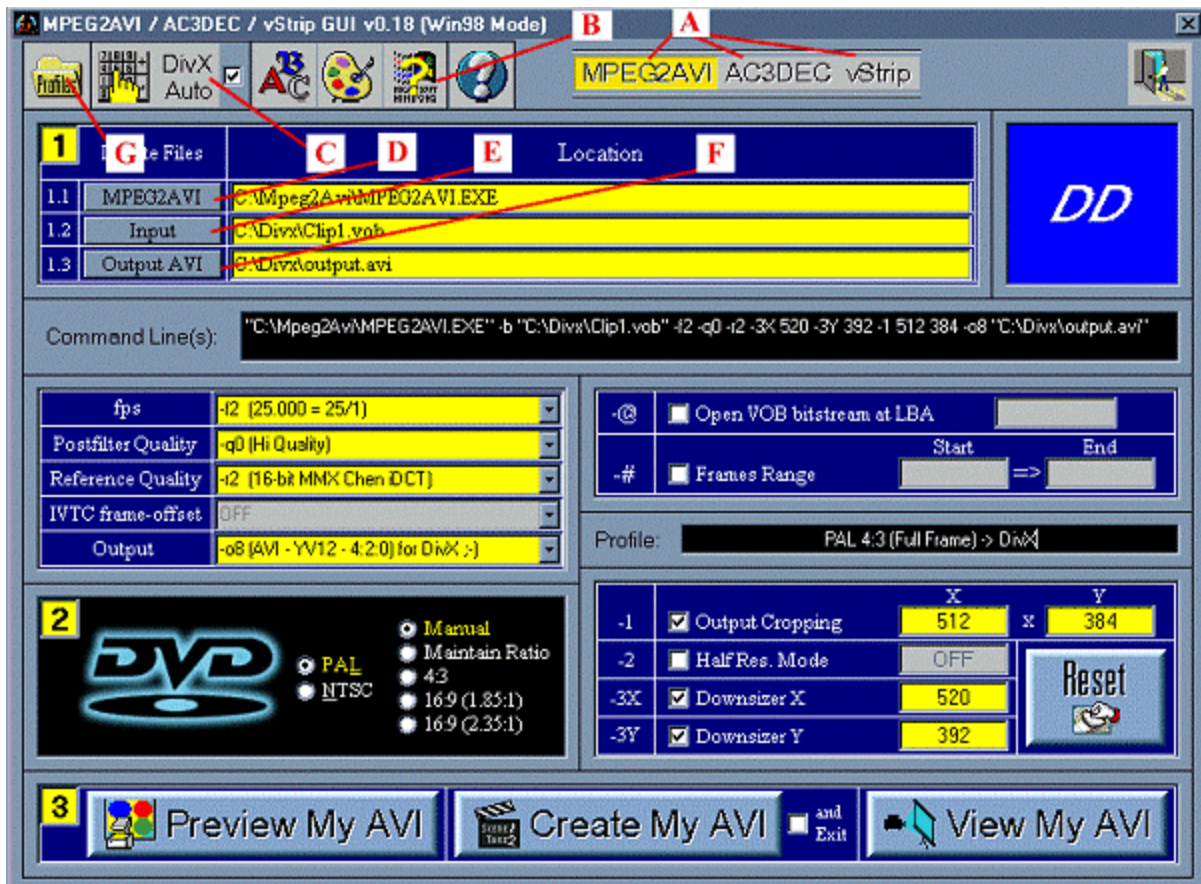 MPEG2AVI / AC3DEC / vStrip GUI v0.18 (Win98 Mode)
B
A
Profiles
DivX
Auto
ABC
MPEG2AVI AC3DEC vStrip
1
G
Files
C
D
E
Location
F
1.1 MPEG2AVI C:\Mpeg2Avi\MPEG2AVI.EXE
1.2 Input C:\Divx\Clip1.vob
1.3 Output AVI C:\Divx\output.avi
DD
Command Line(s): "C:\Mpeg2Avi\MPEG2AVI.EXE" -b "C:\Divx\Clip1.vob" -f2 -q0 -r2 -3X 520 -3Y 392 -1 512 384 -o8 "C:\Divx\output.avi"
fps -f2 (25.000 = 25/1)
Postfilter Quality -q0 (Hi Quality)
Reference Quality -r2 (16-bit MMX Chen iDCT)
IVTC frame-offset OFF
Output -o8 (AVI - YV12 - 4:2:0) for DivX ;-)
-@ Open VOB bitstream at LBA
Start End
-# Frames Range =>
Profile: PAL 4:3 (Full Frame) -> DivX
2
DVD
PAL
NTSC
Manual
Maintain Ratio
4:3
16:9 (1.85:1)
16:9 (2.35:1)
X Y
-1 Output Cropping 512 x 384
-2 Half Res. Mode OFF
-3X Downsizer X 520
-3Y Downsizer Y 392
Reset
3
Preview My AVI
Create My AVI
and
Exit
View My AVI